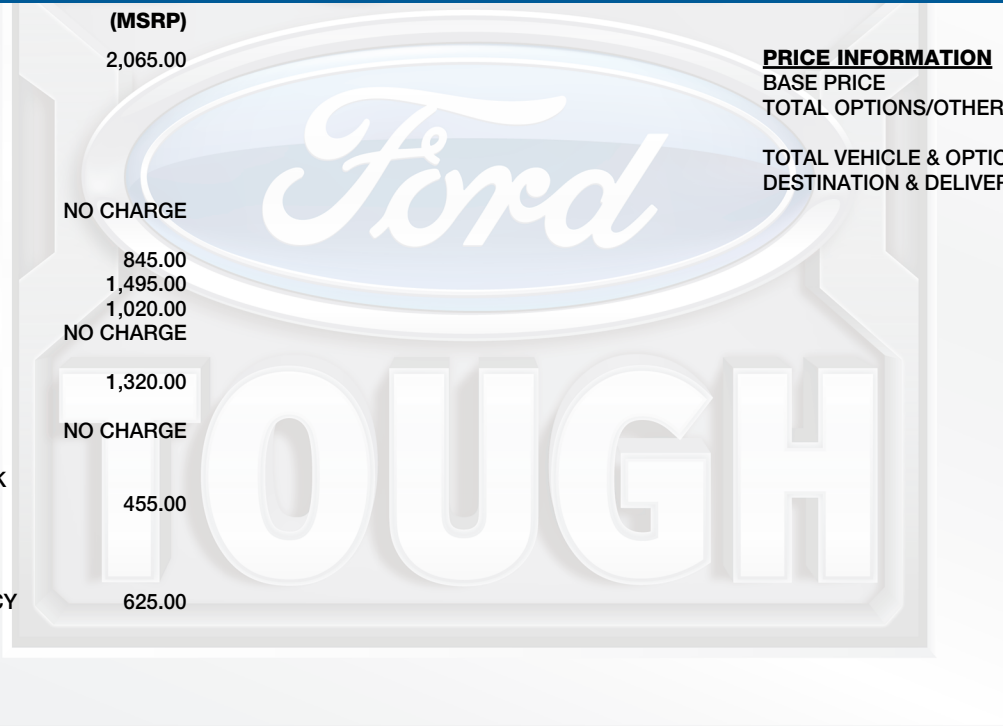 (MSRP)
2,065.00
NO CHARGE
845.00
1,495.00
1,020.00
NO CHARGE
1,320.00
NO CHARGE
K
455.00
CY 625.00
PRICE INFORMATION
BASE PRICE
TOTAL OPTIONS/OTHER
TOTAL VEHICLE & OPTIO
DESTINATION & DELIVER
Ford
TOUGH